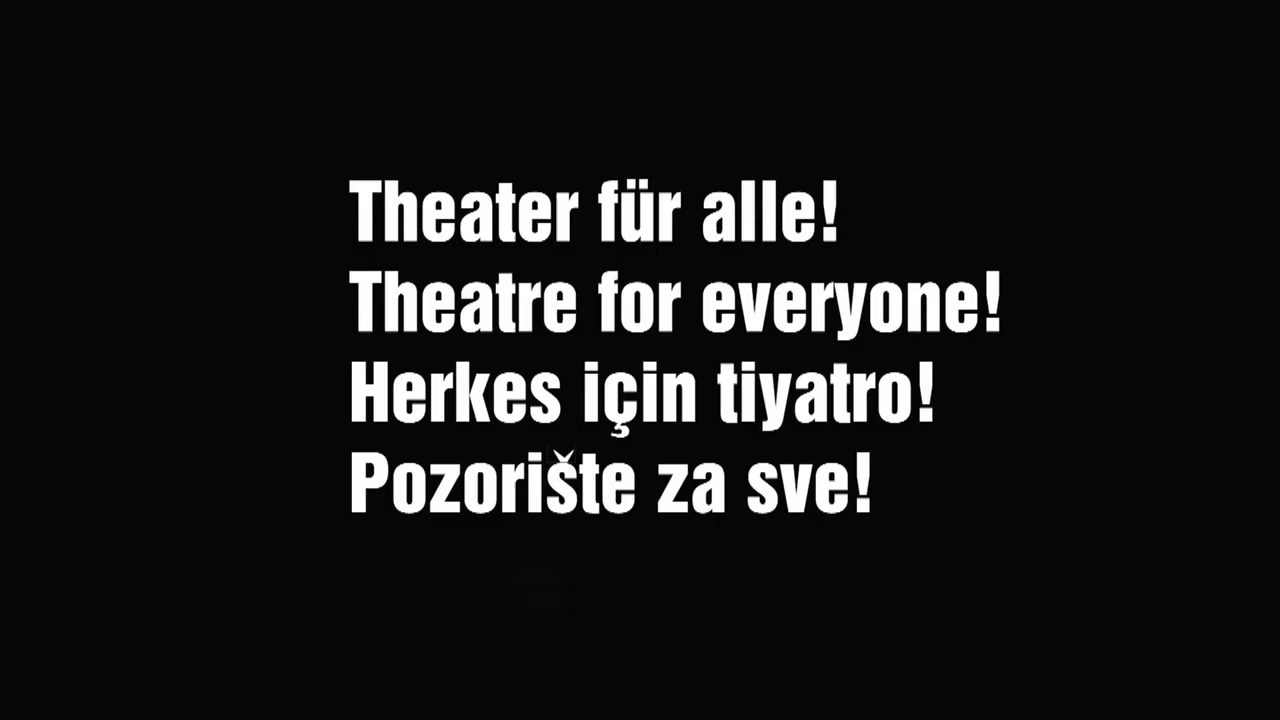 Theater für alle!
Theatre for everyone!
Herkes için tiyatro!
Pozorište za sve!